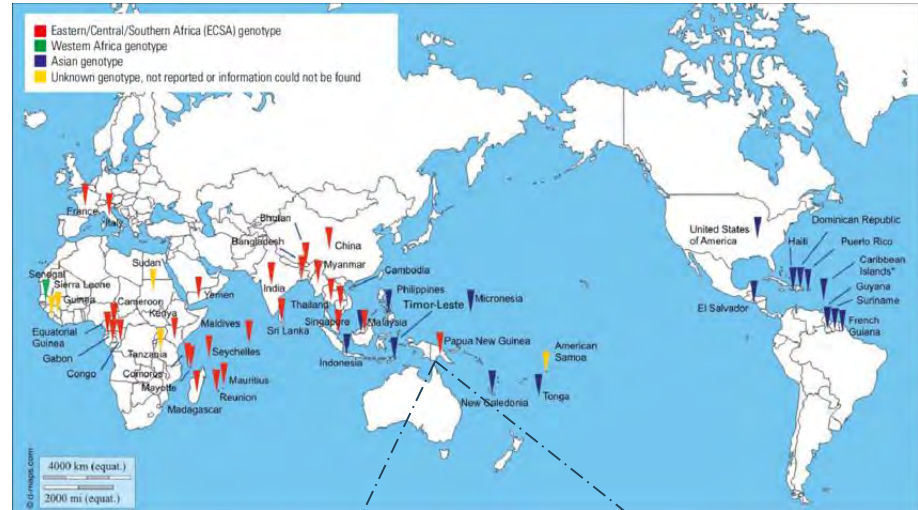 Eastern/Central/Southern Africa (ECSA) genotype
Western Africa genotype
Asian genotype
Unknown genotype, not reported or information could not be found
France
Italy
Bhutan
Bangladesh
China
Myanmar
Cambodia
India
Thailand
Sri Lanka
Philippines
Timor-Leste
Micronesia
Singapore
Malaysia
Indonesia
Papua New Guinea
American
Samoa
New Caledonia
Tonga
Senegal
Sierra Leone
Guinea
Sudan
Yemen
Cameroon
Kenya
Maldives
Equatorial
Guinea
Gabon
Congo
Tanzania
Comoros
Mayotte
Seychelles
Mauritius
Reunion
Madagascar
United States
of America
Haiti
Dominican Republic
Puerto Rico
Caribbean
Islands*
Guyana
Suriname
French
Guiana
El Salvador
4000 km (equat.)
2000 mi (equat.)
© d-maps.com